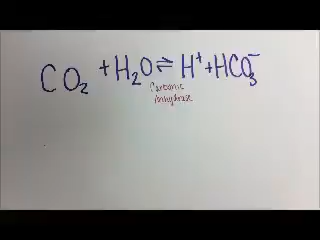 CO₂ + H₂O ⇌ H⁺ + HCO₃⁻
Carbonic
Anhydrase